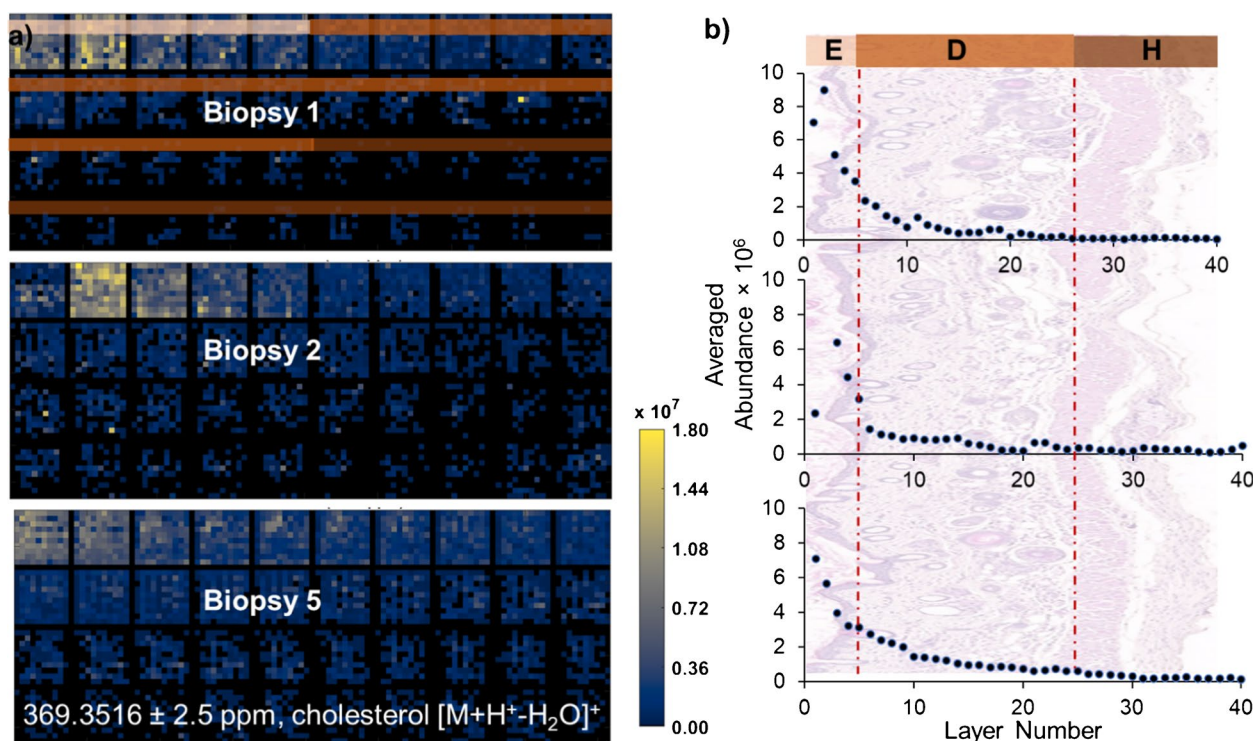 a)
Biopsy 1
Biopsy 2
Biopsy 5
369.3516 ± 2.5 ppm, cholesterol [M+H⁺-H₂O]⁺
x 10⁷
1.80
1.44
1.08
0.72
0.36
0.00
b)
E D H
10
8
6
4
2
0
0 10 20 30 40
10
8
6
4
2
0
0 10 20 30 40
10
8
6
4
2
0
0 10 20 30 40
Averaged
Abundance × 10⁶
Layer Number